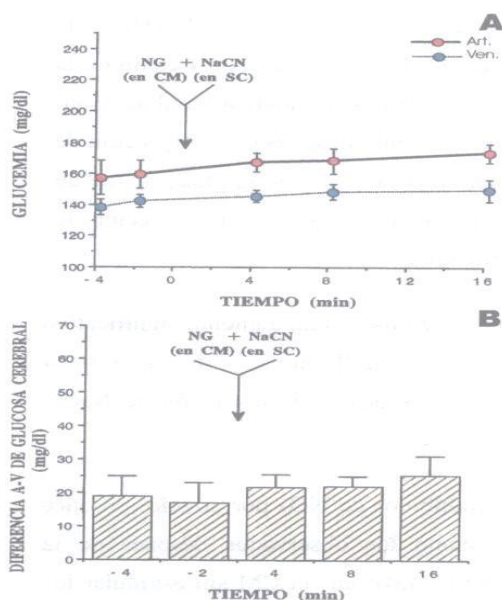 A
Art.
Ven.
NG + NaCN
(en CM) (en SC)
GLUCEMIA (mg/dl)
240
220
200
180
160
140
120
100
-4 0 4 8 12 16
TIEMPO (min)
B
NG + NaCN
(en CM) (en SC)
DIFERENCIA A-V DE GLUCOSA CEREBRAL
(mg/dl)
70
60
50
40
30
20
10
0
-4 -2 4 8 16
TIEMPO (min)